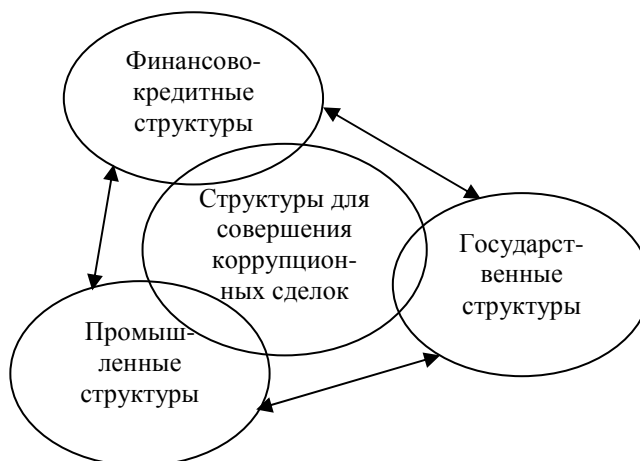 Финансово-
кредитные
структуры
Структуры для
совершения
коррупцион-
ных сделок
Государст-
венные
структуры
Промыш-
ленные
структуры